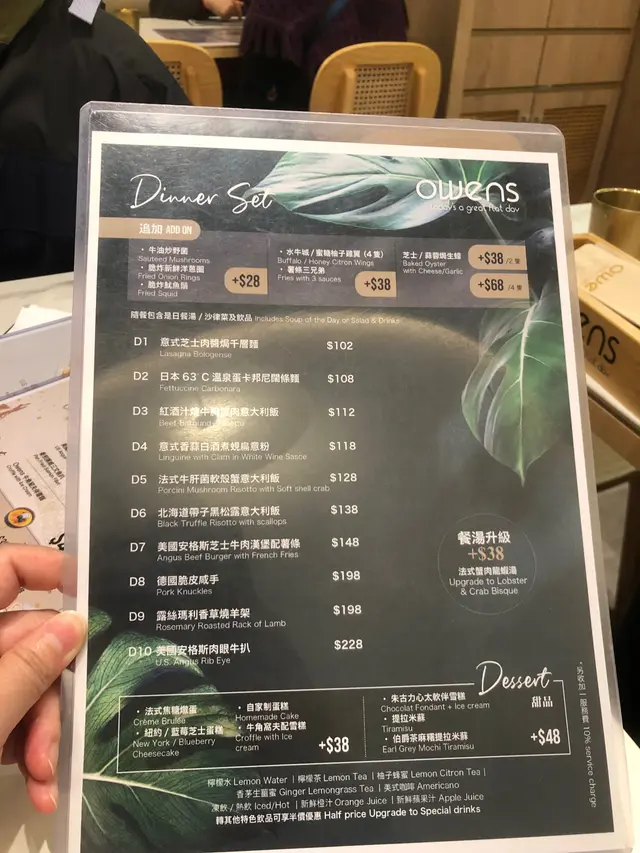 Dinner Set
owens
today's a great flat day
追加 ADD ON
・牛油炒野菌
Sauteed Mushrooms
・脆炸新鮮洋蔥圈
Fried Onion Rings
・脆炸魷魚鬚
Fried Squid
+$28
・水牛城 / 蜜糖柚子雞翼 (4隻)
Buffalo / Honey Citron Wings
・薯條三兄弟
Fries with 3 sauces
+$38
芝士 / 蒜蓉焗生蠔
Baked Oyster
with Cheese/Garlic
+$38 /2隻
+$68 /4隻
隨餐包含是日餐湯 / 沙律菜及飲品 Includes Soup of the Day or Salad & Drinks
D1 意式芝士肉醬焗千層麵 $102
Lasagna Bolognese
D2 日本 63°C 溫泉蛋卡邦尼闊條麵 $108
Fettuccine Carbonara
D3 紅酒汁 意大利飯 $112
Beef
D4 意式香蒜白酒煮蜆扁意粉 $118
Linguine with Clam in White Wine Sasce
D5 法式牛肝菌軟殼蟹意大利飯 $128
Porcini Mushroom Risotto with Soft shell crab
D6 北海道帶子黑松露意大利飯 $138
Black Truffle Risotto with scallops
D7 美國安格斯芝士牛肉漢堡配薯條 $148
Angus Beef Burger with French Fries
D8 德國脆皮咸手 $198
Pork Knuckles
D9 露絲瑪利香草燒羊架 $198
Rosemary Roasted Rack of Lamb
D10 美國安格斯肉眼牛扒 $228
U.S. Angus Rib Eye
餐湯升級
+$38
法式蟹肉龍蝦湯
Upgrade to Lobster
& Crab Bisque
Dessert
甜品
・法式焦糖燉蛋
Crème Brulee
・紐約 / 藍莓芝士蛋糕
New York / Blueberry
Cheesecake
・自家制蛋糕
Homemade Cake
・牛角窩夫配雪糕
Croffle with Ice
cream
+$38
・朱古力心太軟伴雪糕
Chocolat Fondant + Ice cream
・提拉米蘇
Tiramisu
・伯爵茶麻糬提拉米蘇
Earl Grey Mochi Tiramisu
+$48
*另收加一服務費 10% service charge
檸檬水 Lemon Water | 檸檬茶 Lemon Tea | 柚子蜂蜜 Lemon Citron Tea |
香茅生薑蜜 Ginger Lemongrass Tea | 美式咖啡 Americano
凍飲 / 熱飲 Iced/Hot | 新鮮橙汁 Orange Juice | 新鮮蘋果汁 Apple Juice
轉其他特色飲品可享半價優惠 Half price Upgrade to Special drinks